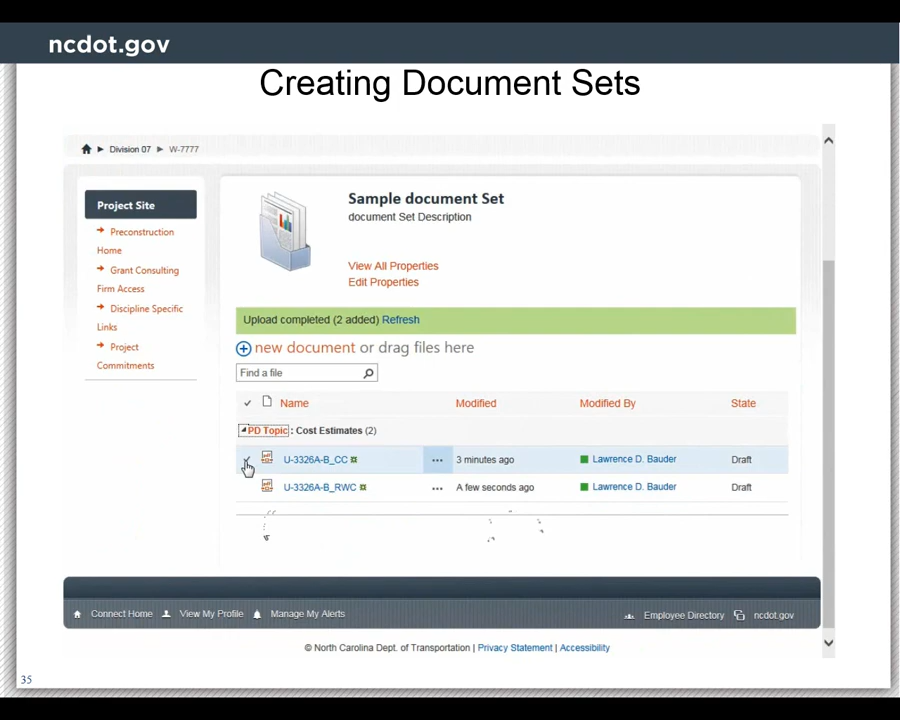 ncdot.gov
Creating Document Sets
Division 07 W-7777
Project Site
Preconstruction
Home
Grant Consulting
Firm Access
Discipline Specific
Links
Project
Commitments
Sample document Set
document Set Description
View All Properties
Edit Properties
Upload completed (2 added) Refresh
new document or drag files here
Find a file
Name Modified Modified By State
PD Topic : Cost Estimates (2)
U-3326A-B_CC ... 3 minutes ago Lawrence D. Bauder Draft
U-3326A-B_RWC ... A few seconds ago Lawrence D. Bauder Draft
Connect Home View My Profile Manage My Alerts Employee Directory ncdot.gov
© North Carolina Dept. of Transportation | Privacy Statement | Accessibility
35